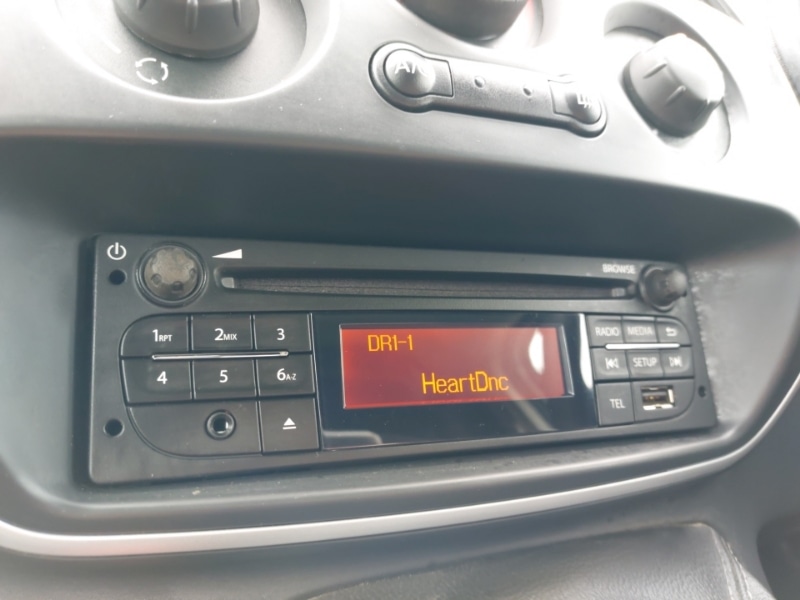 A/C
BROWSE
1RPT 2MIX 3
4 5 6A-Z
DR1-1
HeartDnc
RADIO MEDIA
SETUP
TEL